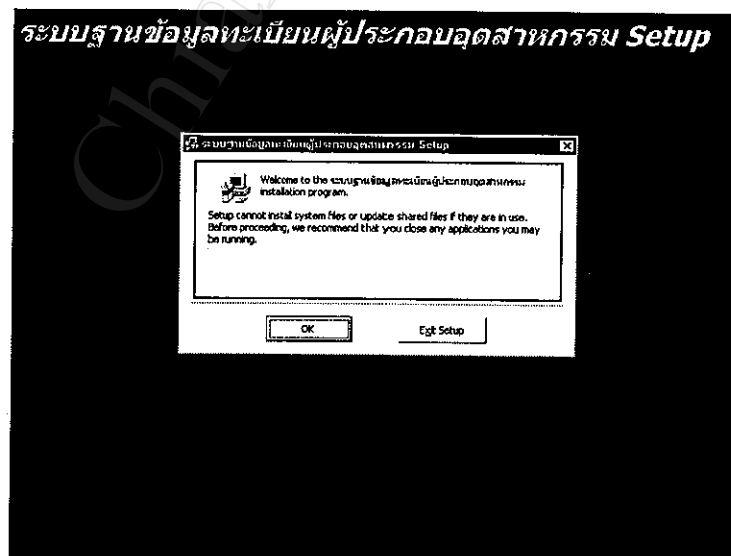 ระบบฐานข้อมูลทะเบียนผู้ประกอบอุตสาหกรรม Setup
ระบบฐานข้อมูลทะเบียนผู้ประกอบอุตสาหกรรม Setup
Welcome to the ระบบฐานข้อมูลทะเบียนผู้ประกอบอุตสาหกรรม
installation program.
Setup cannot install system files or update shared files if they are in use.
Before proceeding, we recommend that you close any applications you may
be running.
OK
Exit Setup